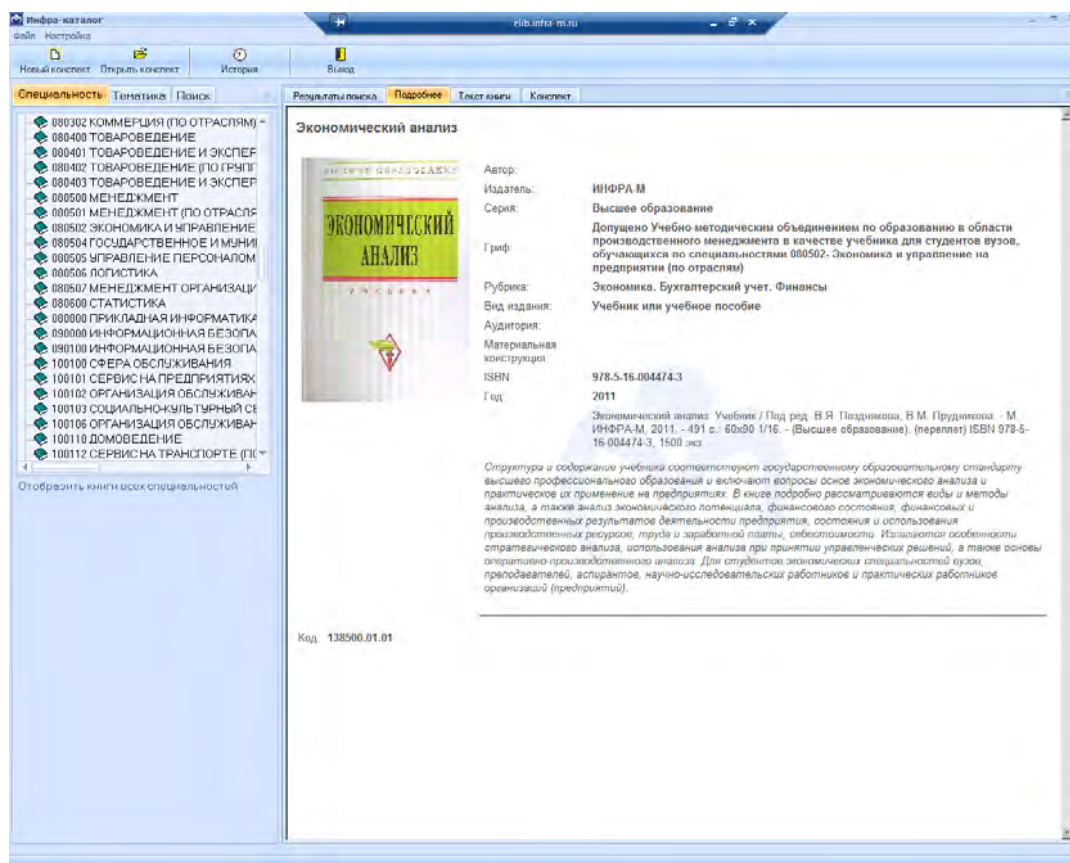 Инфра-каталог
elib.infra-m.ru
Файл Настройка
Новый конспект Открыть конспект История Выход
Специальность Тематика Поиск
Результаты поиска Подробнее Текст книги Конспект
080302 КОММЕРЦИЯ (ПО ОТРАСЛЯМ)
080400 ТОВАРОВЕДЕНИЕ
080401 ТОВАРОВЕДЕНИЕ И ЭКСПЕР
080402 ТОВАРОВЕДЕНИЕ (ПО ГРУПП
080403 ТОВАРОВЕДЕНИЕ И ЭКСПЕР
080500 МЕНЕДЖМЕНТ
080501 МЕНЕДЖМЕНТ (ПО ОТРАСЛЯ
080502 ЭКОНОМИКА И УПРАВЛЕНИЕ
080504 ГОСУДАРСТВЕННОЕ И МУНИ
080505 УПРАВЛЕНИЕ ПЕРСОНАЛОМ
080506 ЛОГИСТИКА
080507 МЕНЕДЖМЕНТ ОРГАНИЗАЦИ
080600 СТАТИСТИКА
080800 ПРИКЛАДНАЯ ИНФОРМАТИКА
090000 ИНФОРМАЦИОННАЯ БЕЗОПА
090100 ИНФОРМАЦИОННАЯ БЕЗОПА
100100 СФЕРА ОБСЛУЖИВАНИЯ
100101 СЕРВИС НА ПРЕДПРИЯТИЯХ
100102 ОРГАНИЗАЦИЯ ОБСЛУЖИВАН
100103 СОЦИАЛЬНО-КУЛЬТУРНЫЙ СЕ
100106 ОРГАНИЗАЦИЯ ОБСЛУЖИВАН
100110 ДОМОВЕДЕНИЕ
100112 СЕРВИС НА ТРАНСПОРТЕ (ПО
Отобразить книги всех специальностей
Экономический анализ
ВЫСШЕЕ ОБРАЗОВАНИЕ
ЭКОНОМИЧЕСКИЙ
АНАЛИЗ
УЧЕБНИК
Автор:
Издатель: ИНФРА-М
Серия: Высшее образование
Гриф: Допущено Учебно-методическим объединением по образованию в области
производственного менеджмента в качестве учебника для студентов вузов,
обучающихся по специальностями 080502- Экономика и управление на
предприятии (по отраслям)
Рубрика: Экономика. Бухгалтерский учет. Финансы
Вид издания: Учебник или учебное пособие
Аудитория:
Материальная
конструкция
ISBN 978-5-16-004474-3
Год 2011
Экономический анализ: Учебник / Под ред. В.Я. Позднякова, В.М. Прудникова. - М.
ИНФРА-М, 2011. - 491 с.: 60x90 1/16. - (Высшее образование). (переплет) ISBN 978-5-
16-004474-3, 1500 экз.
Структура и содержание учебника соответствуют государственному образовательному стандарту
высшего профессионального образования и включают вопросы основ экономического анализа и
практическое их применение на предприятиях. В книге подробно рассматриваются виды и методы
анализа, а также анализ экономического потенциала, финансового состояния, финансовых и
производственных результатов деятельности предприятия, состояния и использования
производственных ресурсов, труда и заработной платы, себестоимости. Излагаются особенности
стратегического анализа, использования анализа при принятии управленческих решений, а также основы
оперативно-производственного анализа. Для студентов экономических специальностей вузов,
преподавателей, аспирантов, научно-исследовательских работников и практических работников
организаций (предприятий).
Код: 138500.01.01